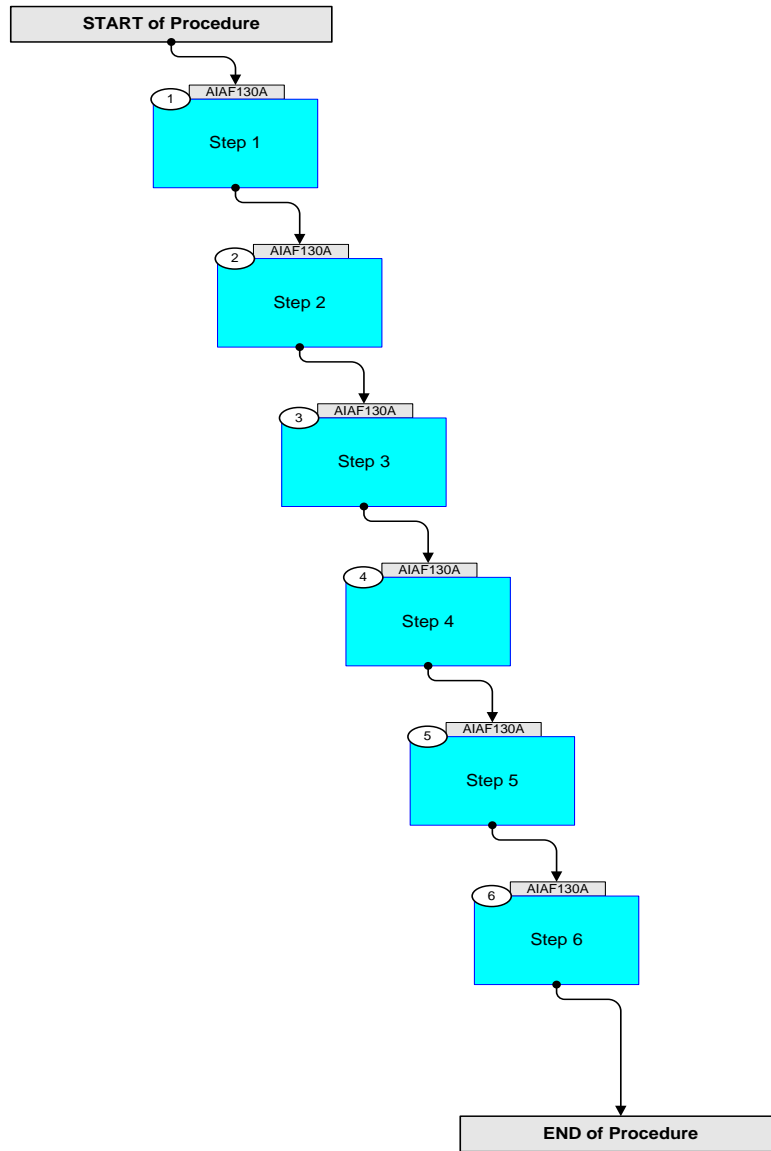 START of Procedure
AIAF130A
1
Step 1
AIAF130A
2
Step 2
AIAF130A
3
Step 3
AIAF130A
4
Step 4
AIAF130A
5
Step 5
AIAF130A
6
Step 6
END of Procedure